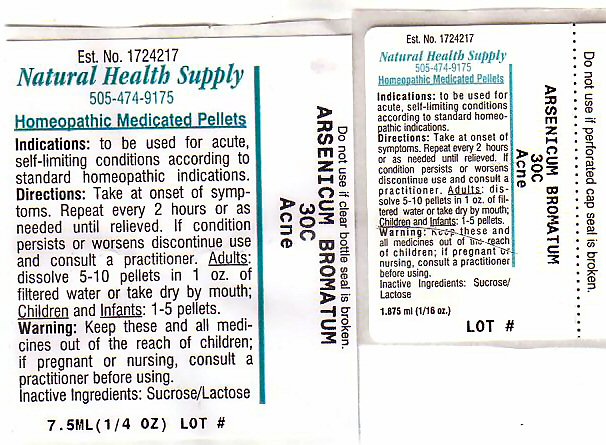 Est. No. 1724217
Natural Health Supply
505-474-9175
Homeopathic Medicated Pellets
Indications: to be used for acute,
self-limiting conditions according to
standard homeopathic indications.
Directions: Take at onset of symp-
toms. Repeat every 2 hours or as
needed until relieved. If condition
persists or worsens discontinue use
and consult a practitioner. Adults:
dissolve 5-10 pellets in 1 oz. of
filtered water or take dry by mouth;
Children and Infants: 1-5 pellets.
Warning: Keep these and all medi-
cines out of the reach of children;
if pregnant or nursing, consult a
practitioner before using.
Inactive Ingredients: Sucrose/Lactose
7.5ML(1/4 OZ) LOT #
Do not use if clear bottle seal is broken.
ARSENICUM BROMATUM
30C
Acne
Est. No. 1724217
Natural Health Supply
505-474-9175
Homeopathic Medicated Pellets
Indications: to be used for
acute, self-limiting conditions
according to standard homeo-
pathic indications.
Directions: Take at onset of
symptoms. Repeat every 2 hours
or as needed until relieved. If
condition persists or worsens
discontinue use and consult a
practitioner. Adults: dis-
solve 5-10 pellets in 1 oz. of fil-
tered water or take dry by mouth;
Children and Infants: 1-5 pellets.
Warning: Keep these and
all medicines out of the reach
of children; if pregnant or
nursing, consult a practitioner
before using.
Inactive Ingredients: Sucrose/
Lactose
1.875 ml (1/16 oz.)
LOT #
Do not use if perforated cap seal is broken.
ARSENICUM BROMATUM
30C
Acne